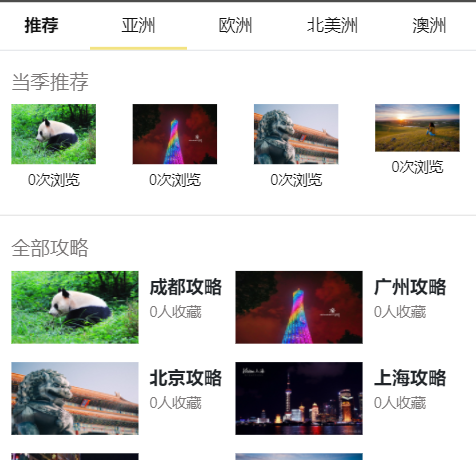 推荐 亚洲 欧洲 北美洲 澳洲
当季推荐
0次浏览 0次浏览 0次浏览 0次浏览
全部攻略
成都攻略 广州攻略
0人收藏 0人收藏
北京攻略 上海攻略
0人收藏 0人收藏